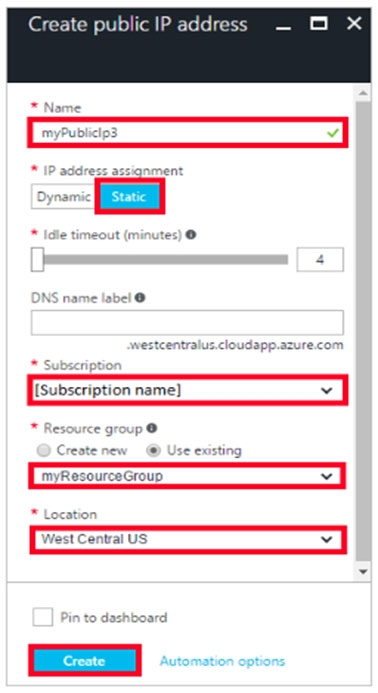 Create public IP address
* Name
myPublicIp3
* IP address assignment
Dynamic Static
* Idle timeout (minutes)
4
DNS name label
.westcentralus.cloudapp.azure.com
* Subscription
[Subscription name]
* Resource group
Create new Use existing
myResourceGroup
* Location
West Central US
Pin to dashboard
Create Automation options